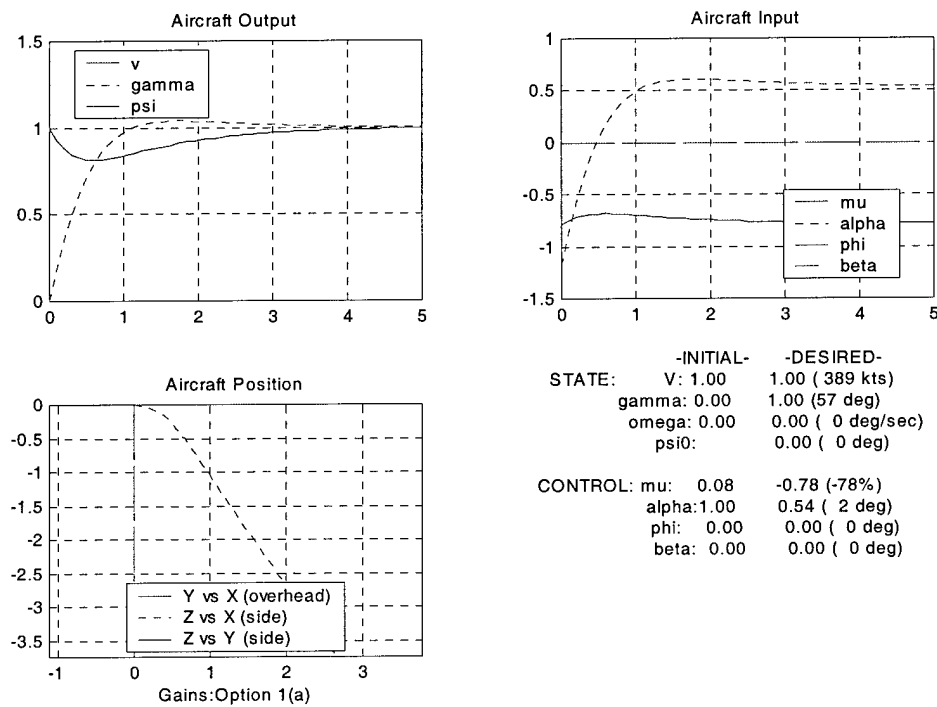 Aircraft Output
1.5
1
0.5
0
v
gamma
psi
0 1 2 3 4 5
Aircraft Input
1
0.5
0
-0.5
-1
-1.5
mu
alpha
phi
beta
0 1 2 3 4 5
Aircraft Position
0
-0.5
-1
-1.5
-2
-2.5
-3
-3.5
Y vs X (overhead)
Z vs X (side)
Z vs Y (side)
-1 0 1 2 3
Gains:Option 1(a)
-INITIAL- -DESIRED-
STATE: V: 1.00 1.00 ( 389 kts)
gamma: 0.00 1.00 (57 deg)
omega: 0.00 0.00 ( 0 deg/sec)
psi0: 0.00 ( 0 deg)
CONTROL: mu: 0.08 -0.78 (-78%)
alpha:1.00 0.54 ( 2 deg)
phi: 0.00 0.00 ( 0 deg)
beta: 0.00 0.00 ( 0 deg)